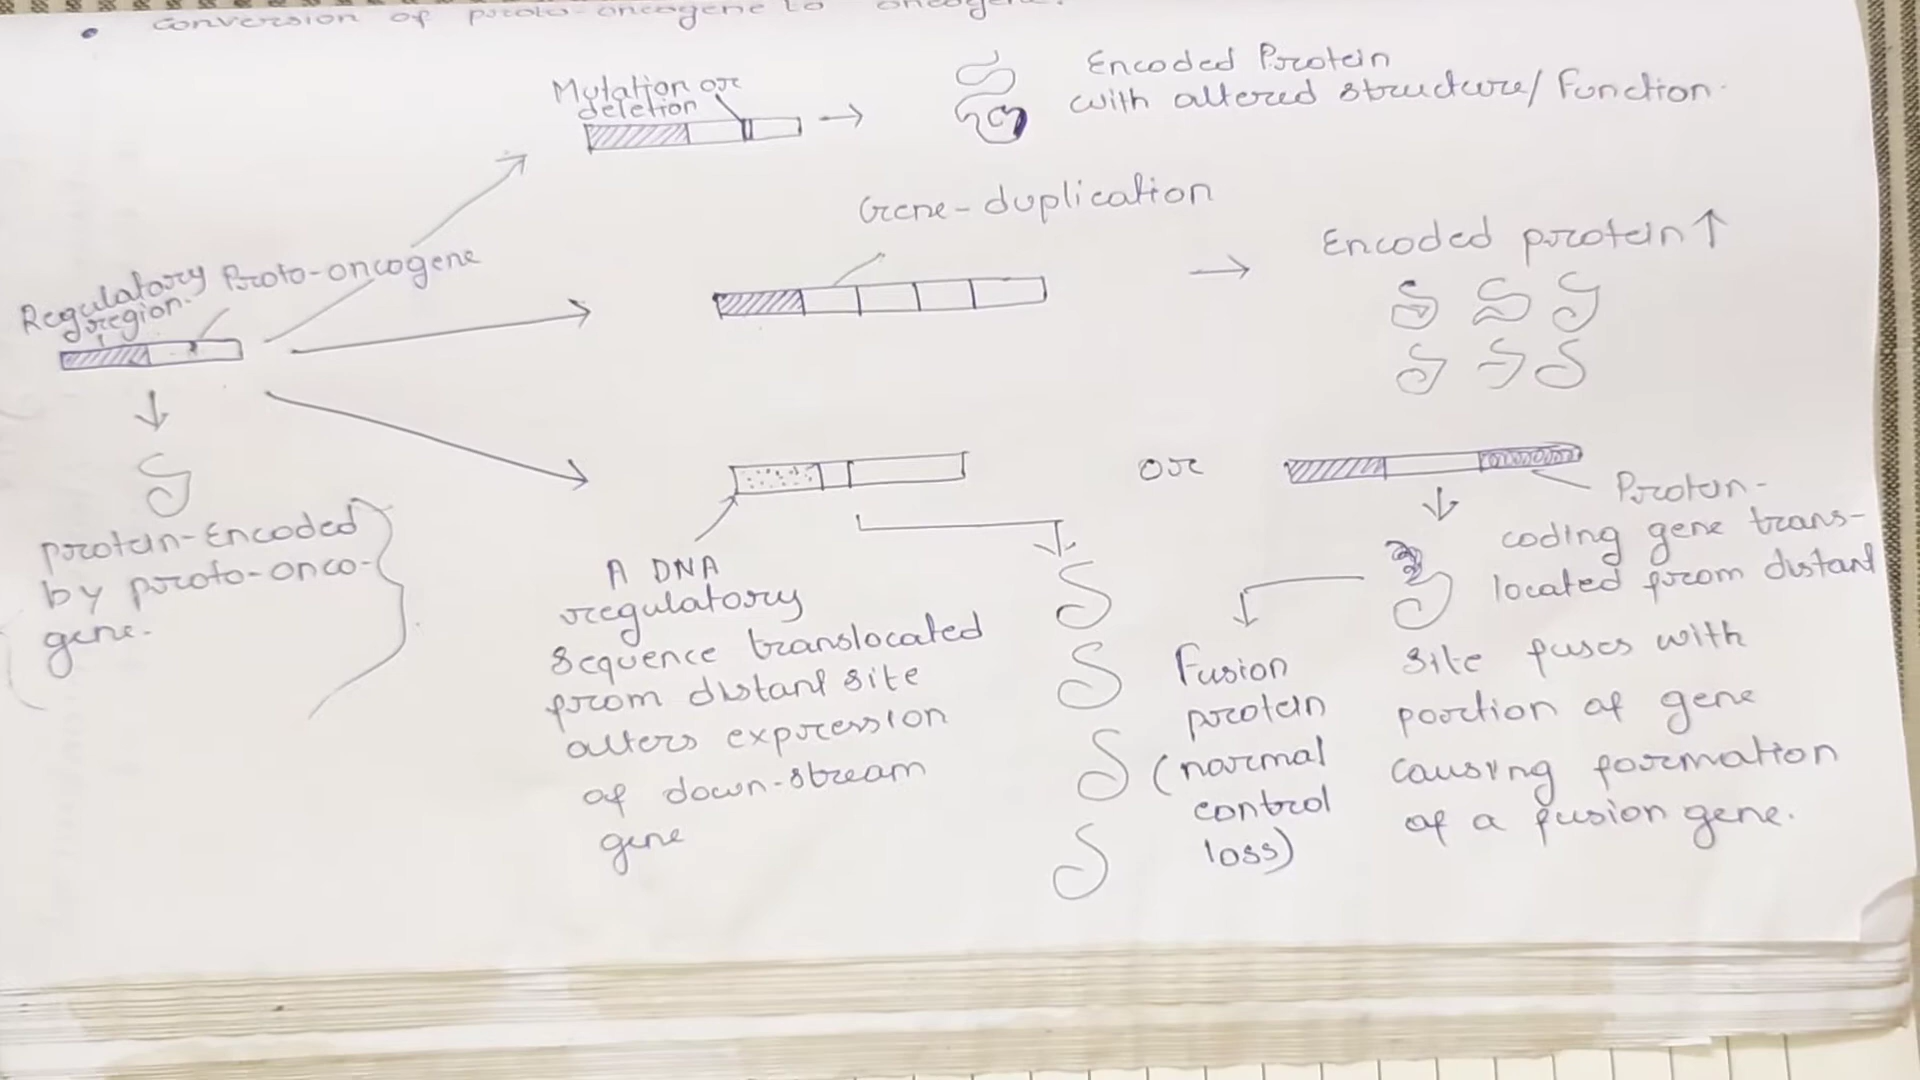 • conversion of proto-oncogene to oncogene.
Mutation or
deletion
Encoded Protein
with altered structure/Function.
Gene-duplication
Encoded protein↑
Regulatory
region.
Proto-oncogene
Protein-Encoded
by proto-onco-
gene.
A DNA
regulatory
sequence translocated
from distant site
alters expression
of down-stream
gene
or
Fusion
protein
(normal
control
loss)
Protein-
coding gene trans-
located from distant
site fuses with
portion of gene
causing formation
of a fusion gene.